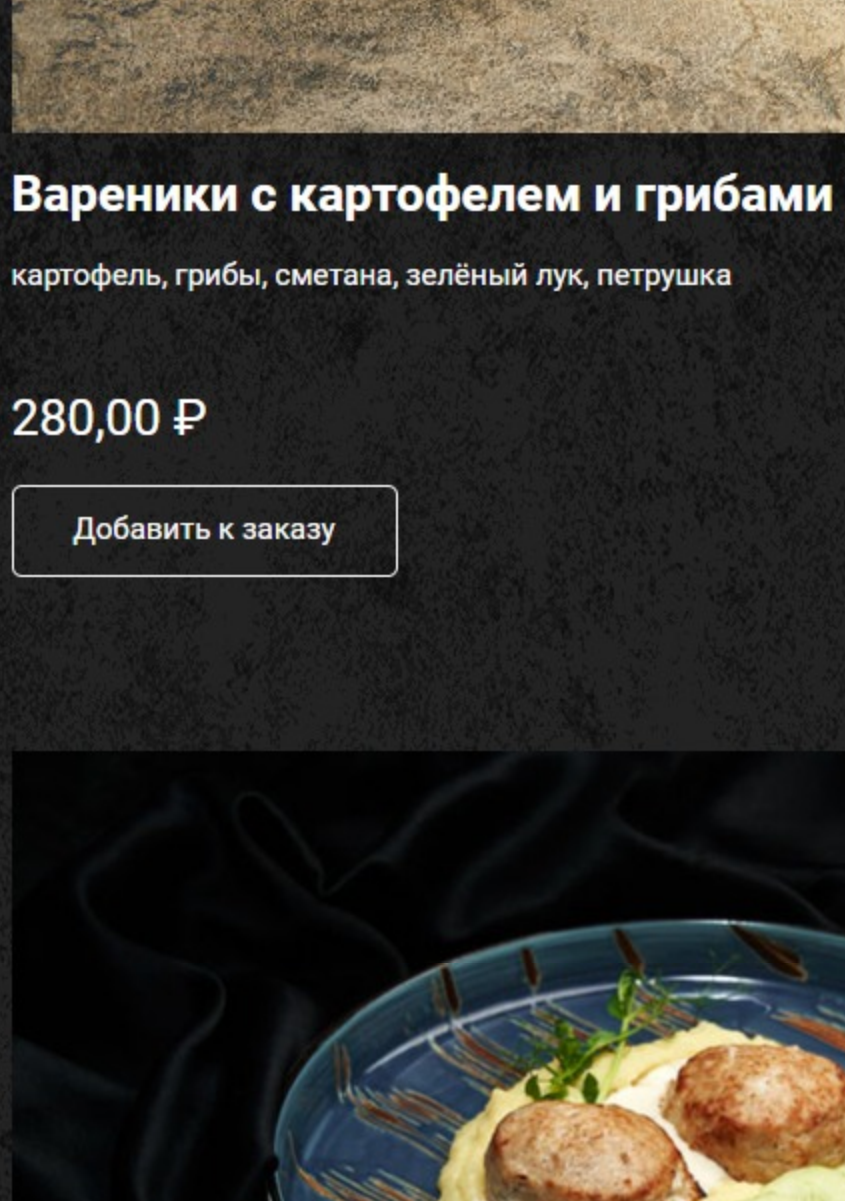 Вареники с картофелем и грибами
картофель, грибы, сметана, зелёный лук, петрушка
280,00 ₽
Добавить к заказу